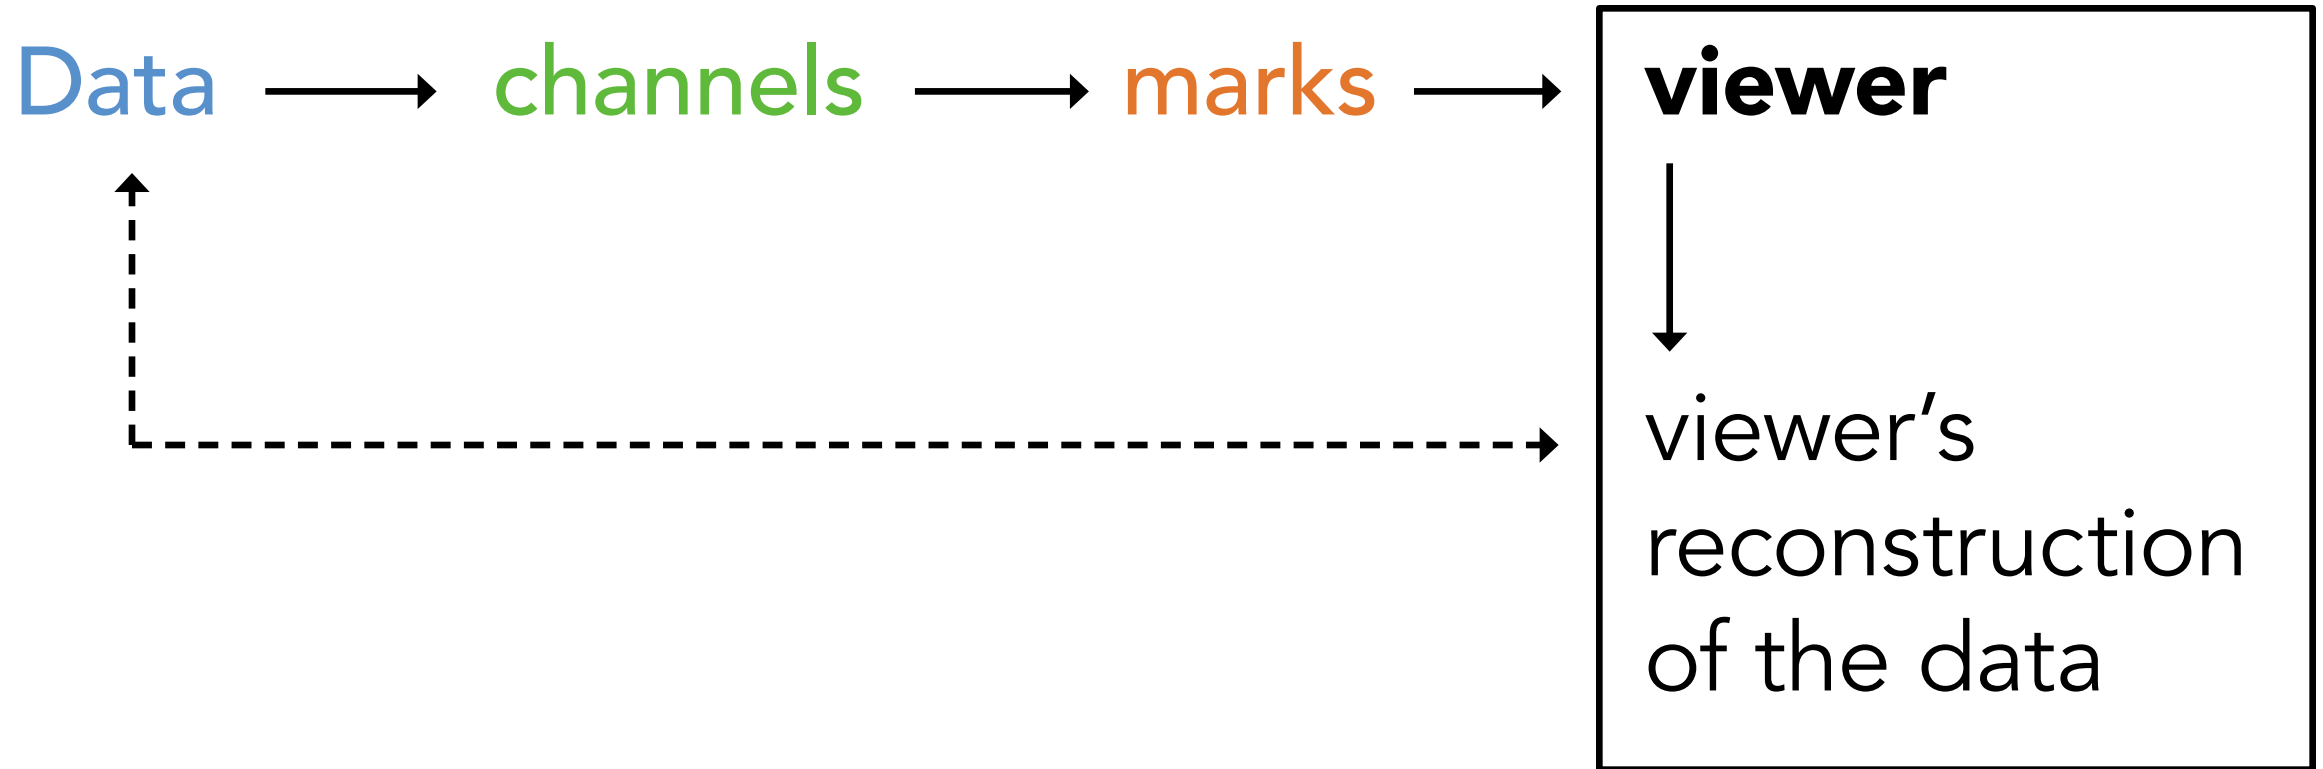 Data channels marks viewer
viewer’s
reconstruction
of the data